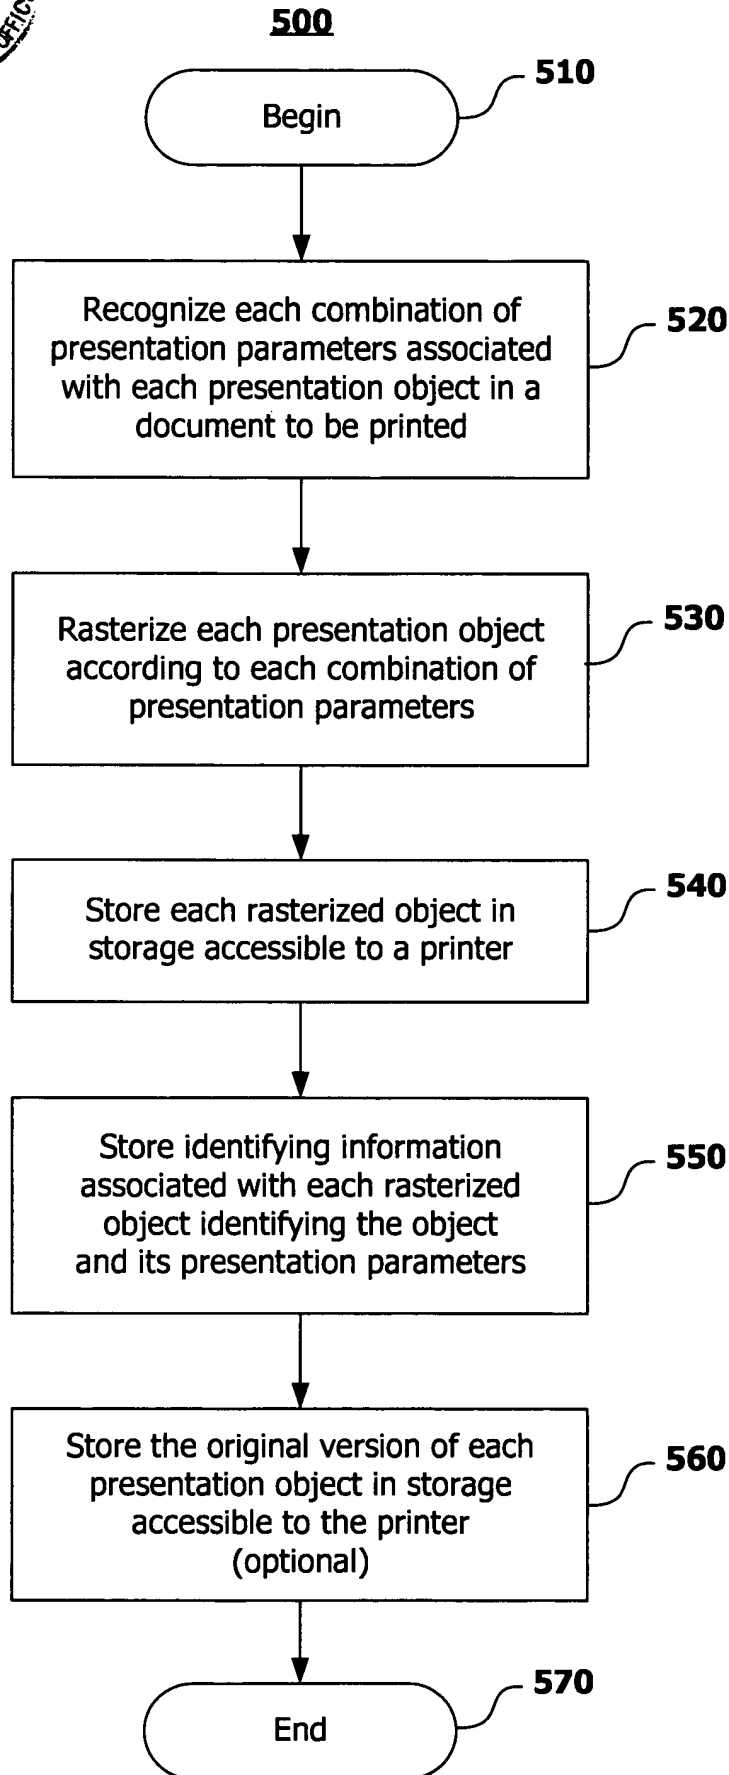 OFFIC
500
510
Begin
Recognize each combination of
presentation parameters associated
with each presentation object in a
document to be printed
520
Rasterize each presentation object
according to each combination of
presentation parameters
530
Store each rasterized object in
storage accessible to a printer
540
Store identifying information
associated with each rasterized
object identifying the object
and its presentation parameters
550
Store the original version of each
presentation object in storage
accessible to the printer
(optional)
560
570
End